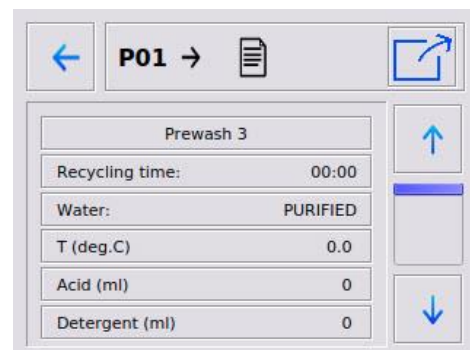 P01 →
Prewash 3
Recycling time: 00:00
Water: PURIFIED
T (deg.C) 0.0
Acid (ml) 0
Detergent (ml) 0